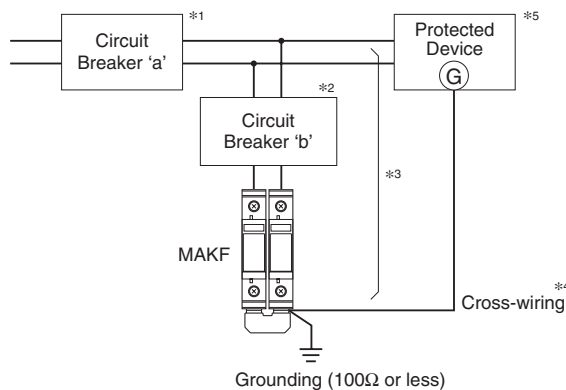 *1
Circuit
Breaker ‘a’
Protected
Device
*5
G
*2
Circuit
Breaker ‘b’
*3
MAKF
*4
Cross-wiring
Grounding (100Ω or less)